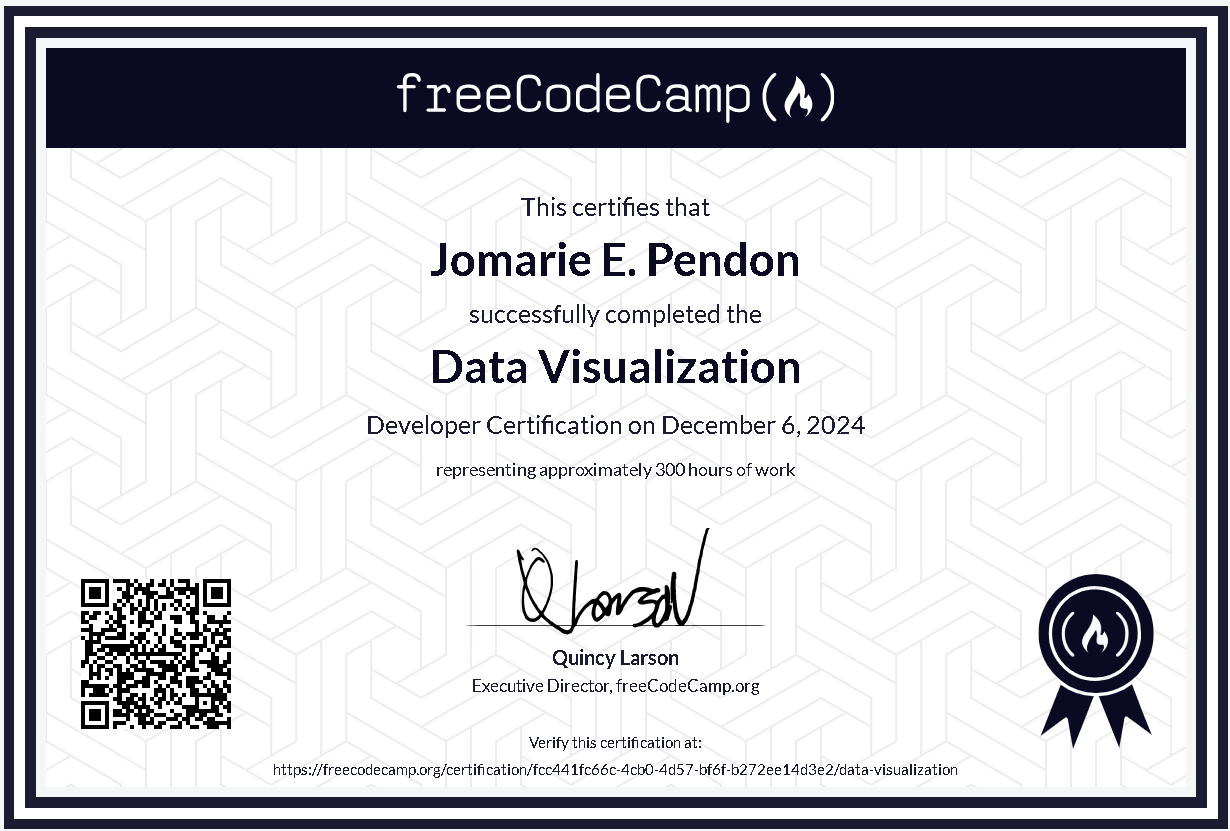 freeCodeCamp
This certifies that
Jomarie E. Pendon
successfully completed the
Data Visualization
Developer Certification on December 6, 2024
representing approximately 300 hours of work
Q Larson
Quincy Larson
Executive Director, freeCodeCamp.org
Verify this certification at:
https://freecodecamp.org/certification/fcc441fc66c-4cb0-4d57-bf6f-b272ee14d3e2/data-visualization